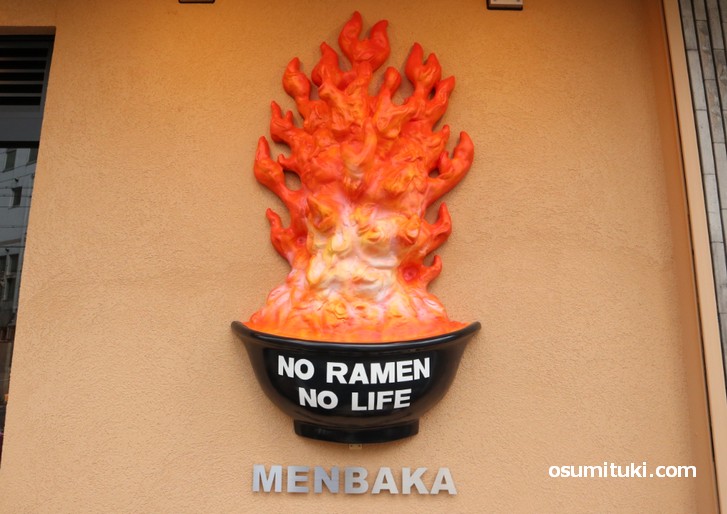 NO RAMEN
NO LIFE
MENBAKA
osumituki.com